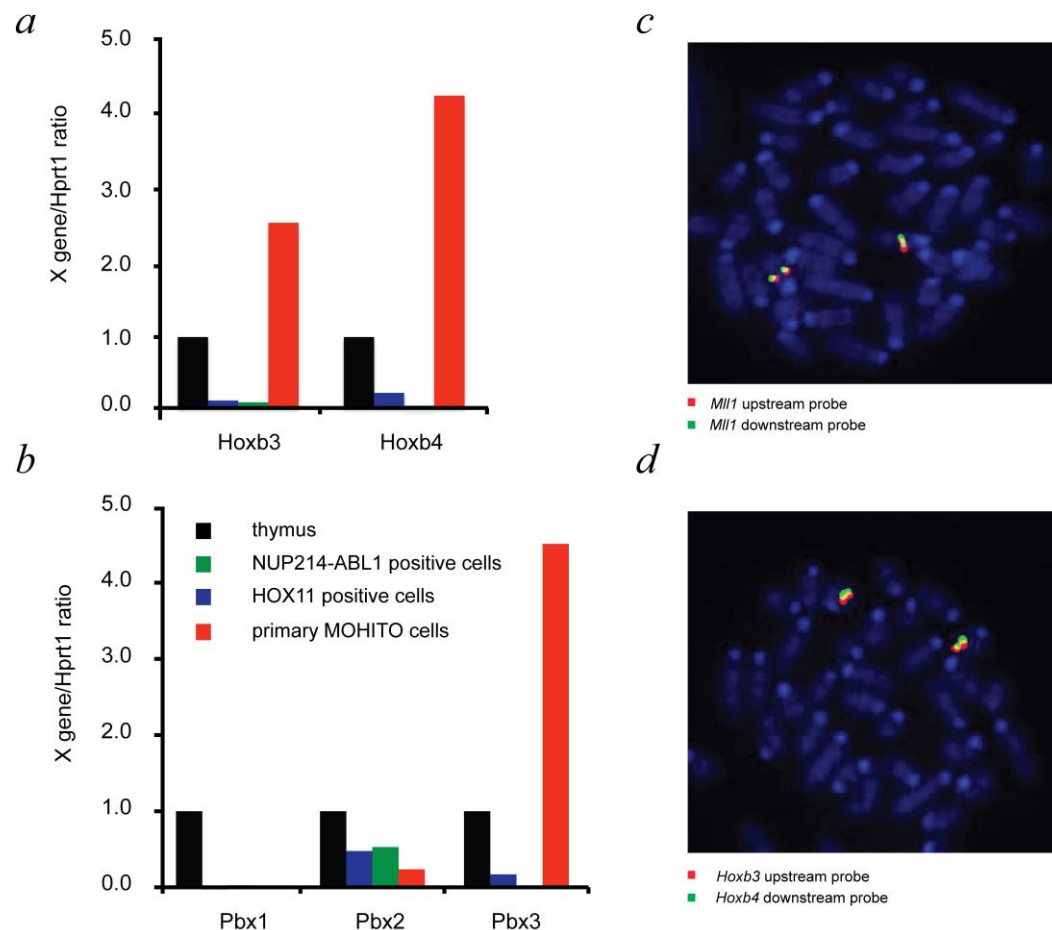 a
5.0
4.0
3.0
2.0
1.0
0.0
X gene/Hprt1 ratio
Hoxb3
Hoxb4
b
5.0
4.0
3.0
2.0
1.0
0.0
X gene/Hprt1 ratio
thymus
NUP214-ABL1 positive cells
HOX11 positive cells
primary MOHITO cells
Pbx1
Pbx2
Pbx3
c
Mll1 upstream probe
Mll1 downstream probe
d
Hoxb3 upstream probe
Hoxb4 downstream probe